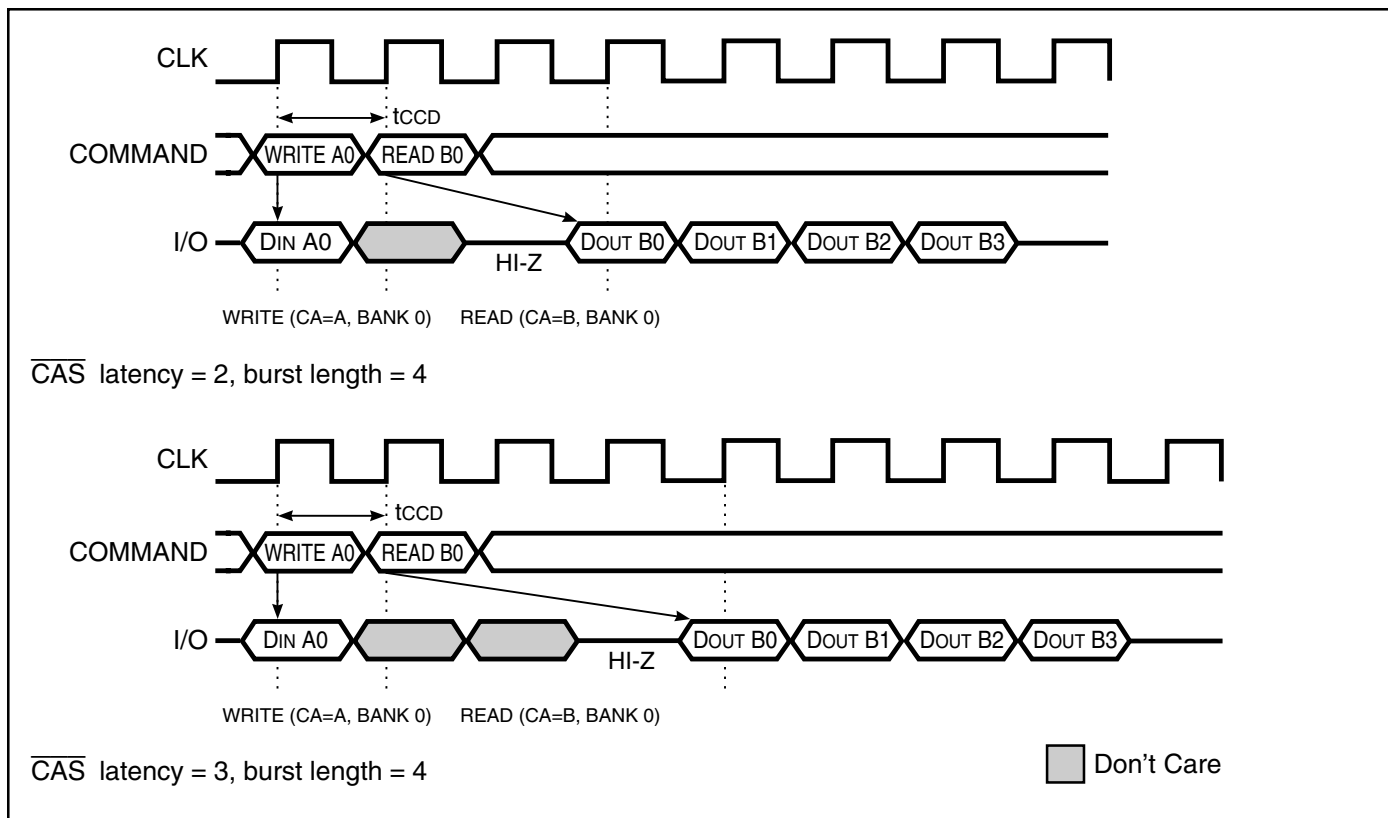 CLK
tCCD
COMMAND WRITE A0 READ B0
I/O DIN A0 HI-Z DOUT B0 DOUT B1 DOUT B2 DOUT B3
WRITE (CA=A, BANK 0) READ (CA=B, BANK 0)
CAS latency = 2, burst length = 4
CLK
tCCD
COMMAND WRITE A0 READ B0
I/O DIN A0 HI-Z DOUT B0 DOUT B1 DOUT B2 DOUT B3
WRITE (CA=A, BANK 0) READ (CA=B, BANK 0)
CAS latency = 3, burst length = 4
Don't Care